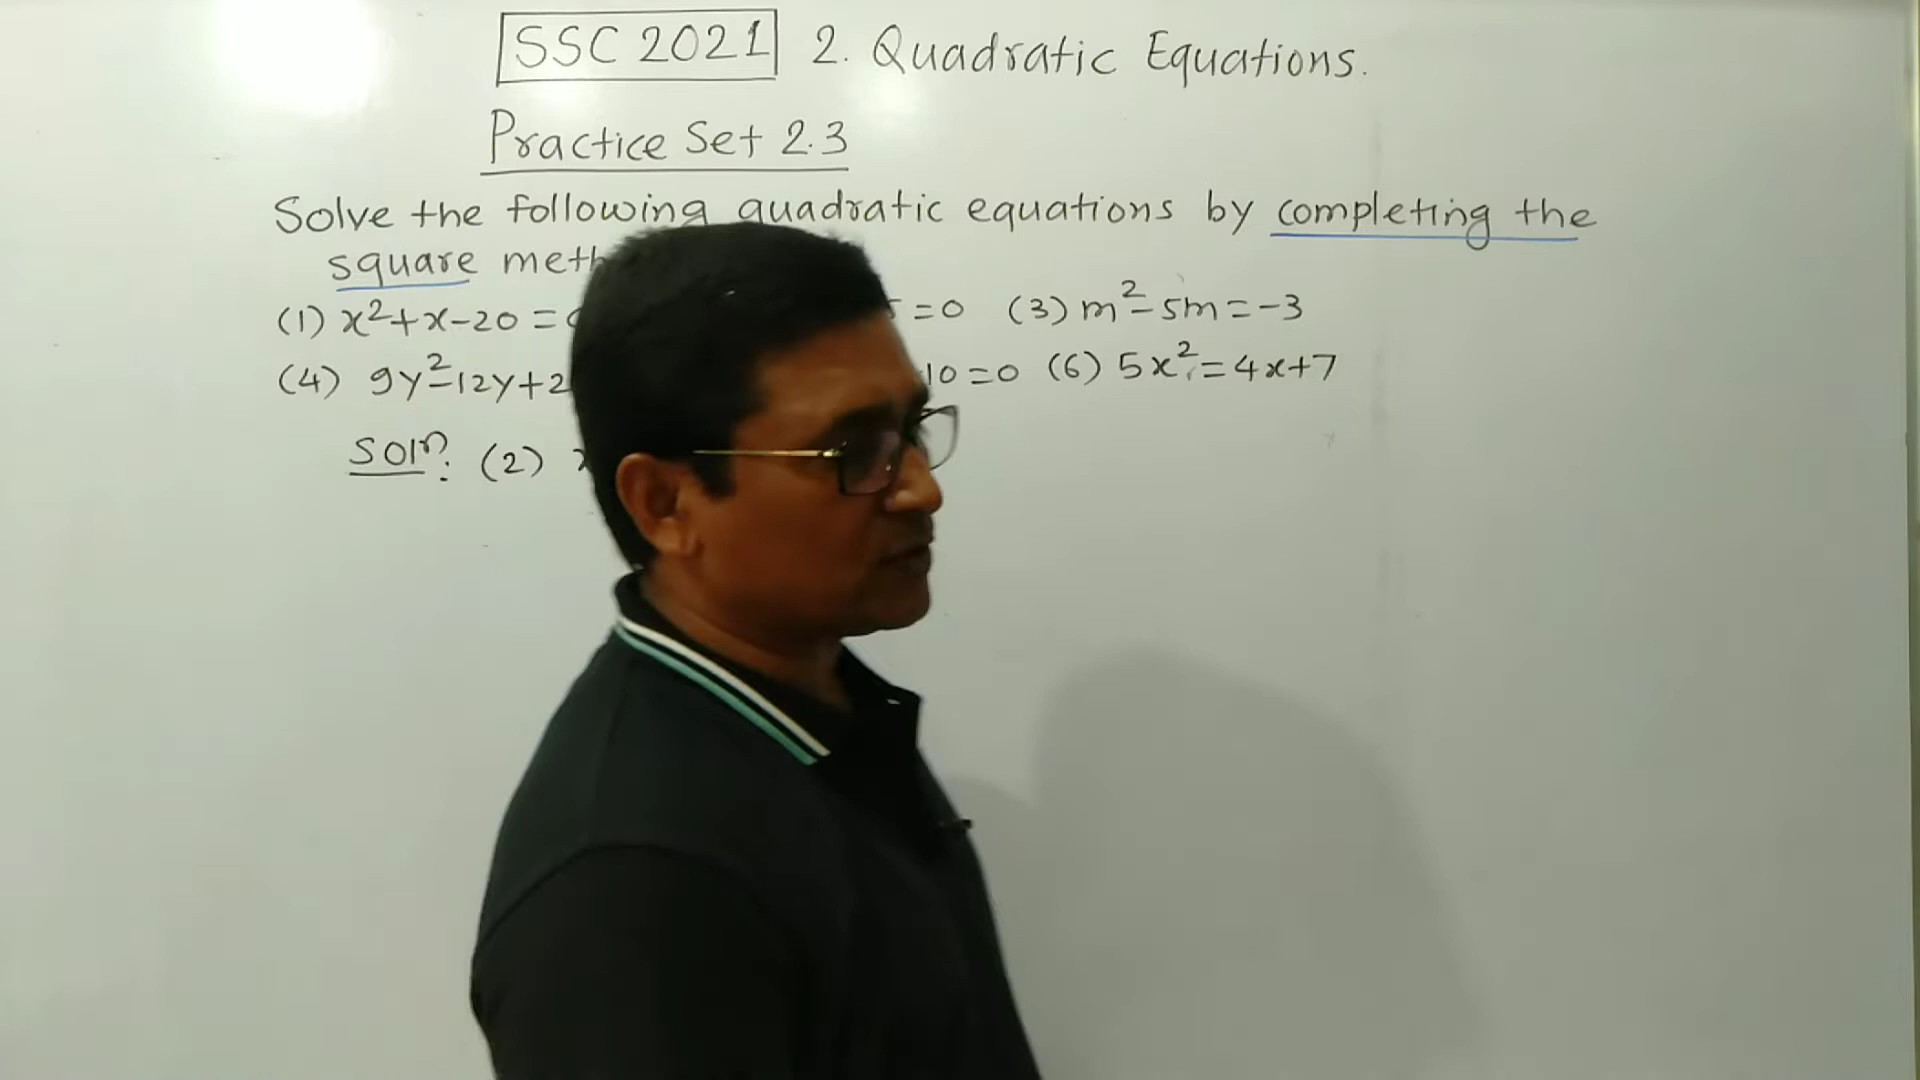 SSC 2021 2. Quadratic Equations.
Practice Set 2.3
Solve the following quadratic equations by completing the
square
(1) x²+x-20= =0 (3) m²-5m=-3
(4) 9y²-12y+2 10=0 (6) 5x²=4x+7
Solⁿ: (2)